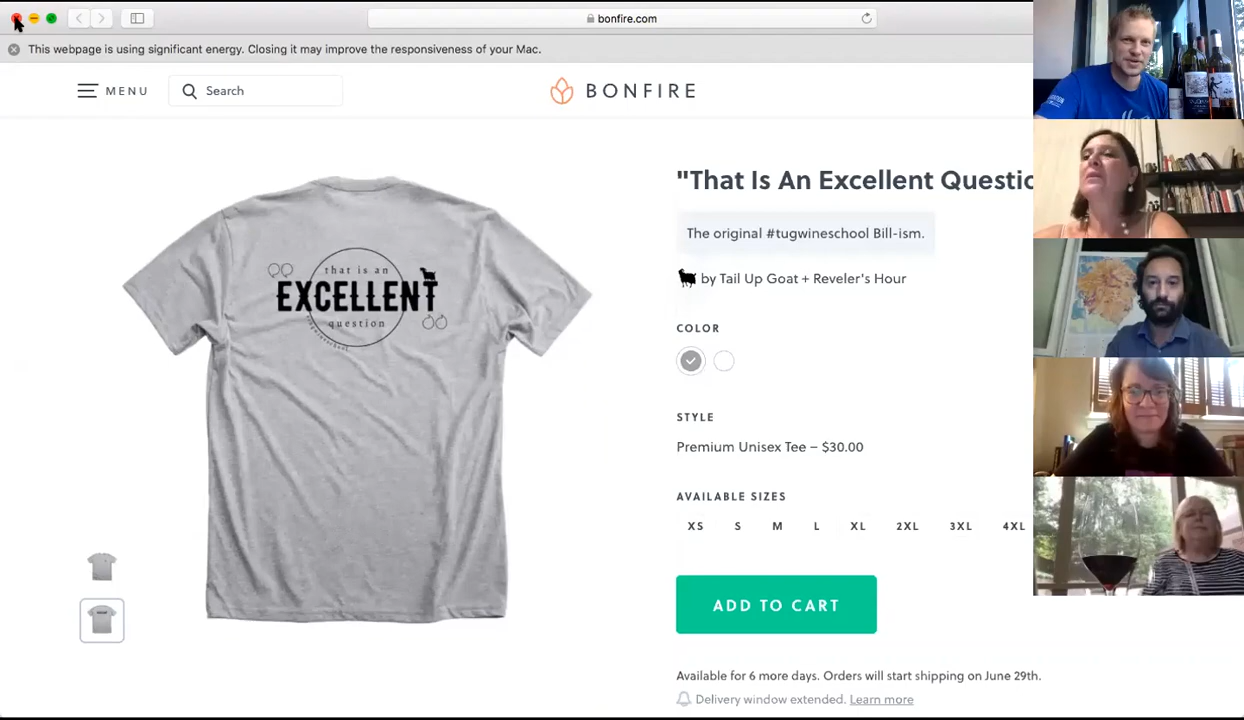 bonfire.com
This webpage is using significant energy. Closing it may improve the responsiveness of your Mac.
MENU
Search
BONFIRE
"That Is An Excellent Questio
The original #tugwineschool Bill-ism.
by Tail Up Goat + Reveler's Hour
that is an
EXCELLENT
question
COLOR
STYLE
Premium Unisex Tee – $30.00
AVAILABLE SIZES
XS S M L XL 2XL 3XL 4XL
ADD TO CART
Available for 6 more days. Orders will start shipping on June 29th.
Delivery window extended. Learn more